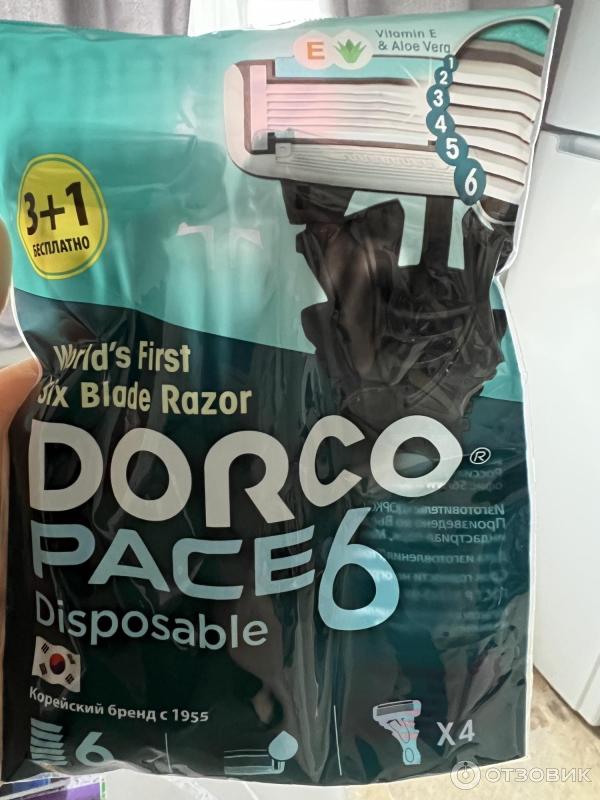 E
Vitamin E
& Aloe Vera
1
2
3
4
5
6
3+1
БЕСПЛАТНО
World's First
Six Blade Razor
DORCO®
PACE6
Disposable
Корейский бренд с 1955
6
X4
ОТЗОВИК